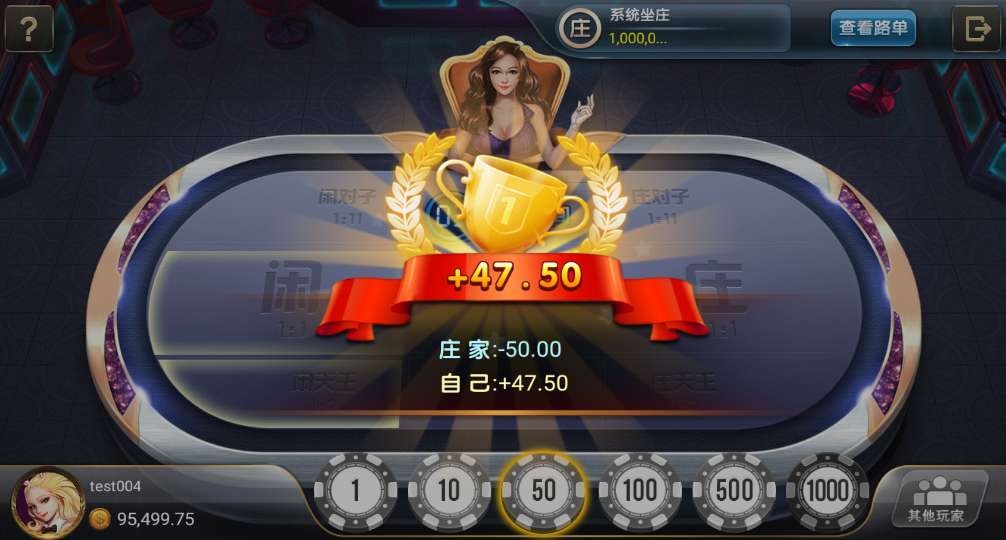 ?
庄
系统坐庄
1,000,0...
查看路单
闲对子
1:11
庄对子
1:11
1
+47.50
闲
1:1
庄
1:1
庄 家:-50.00
自 己:+47.50
闲天王
庄天王
test004
95,499.75
1
10
50
100
500
1000
其他玩家